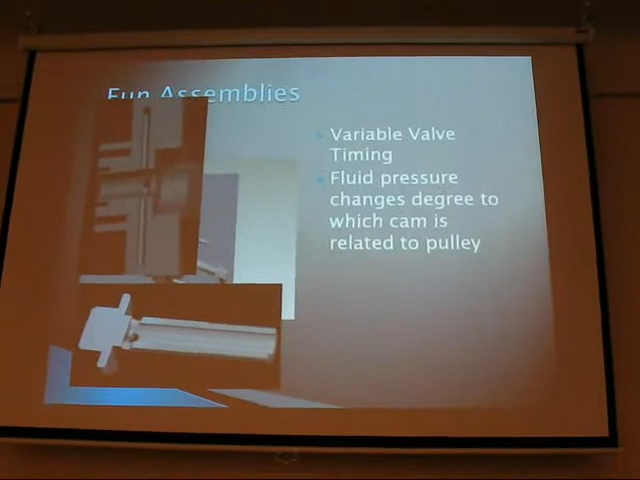 Fun Assemblies
Variable Valve
Timing
Fluid pressure
changes degree to
which cam is
related to pulley